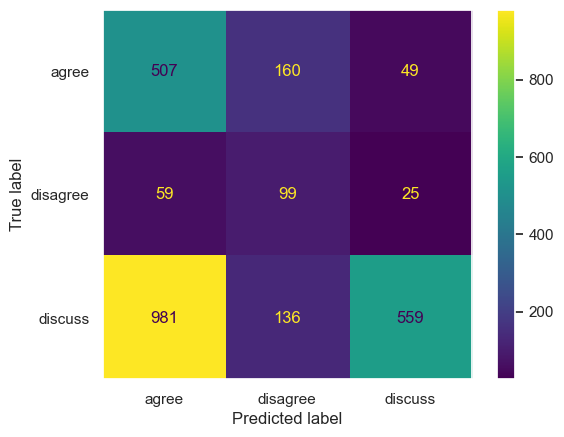 True label
agree
disagree
discuss
507 160 49
59 99 25
981 136 559
agree disagree discuss
Predicted label
800
600
400
200